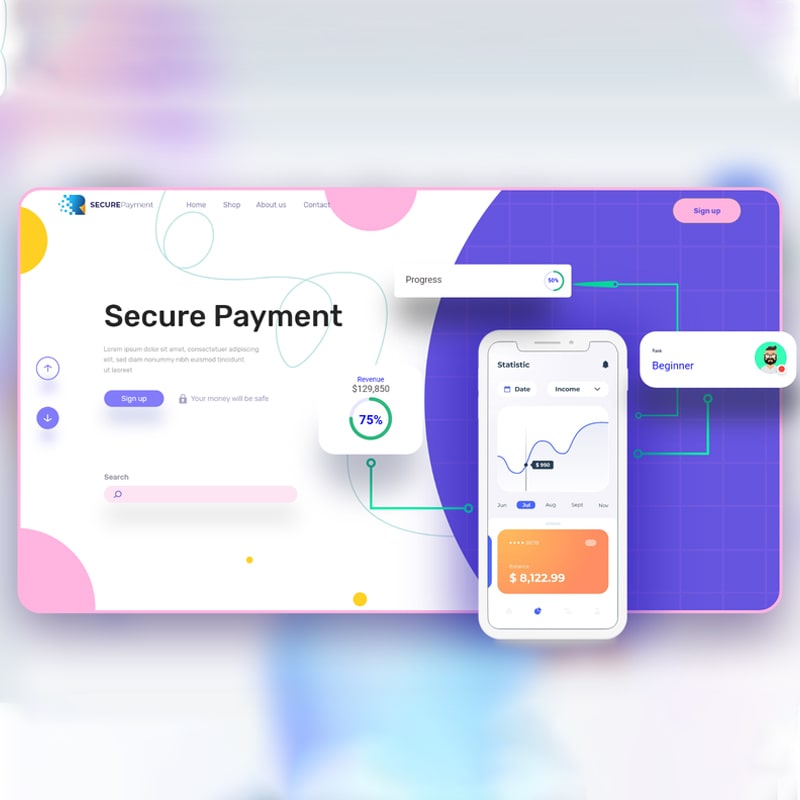 SECUREPayment
Home
Shop
About us
Contact
Sign up
Progress
50%
Secure Payment
Lorem ipsum dolor sit amet, consectetuer adipiscing
elit, sed diam nonummy nibh euismod tincidunt
ut laoreet
Sign up
Your money will be safe
Revenue
$129,850
75%
Search
Statistic
Date
Income
$ 990
Jun
Jul
Aug
Sept
Nov
Balance
$ 8,122.99
Beginner